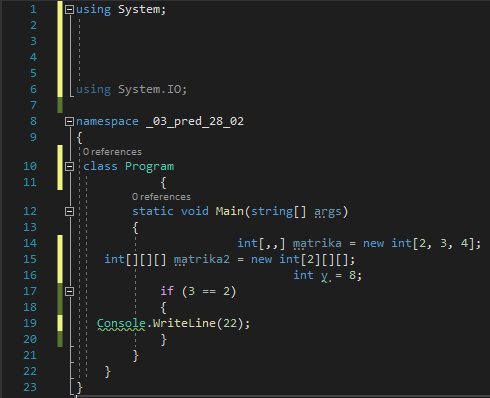 1 using System;
2
3
4
5
6 using System.IO;
7
8 namespace _03_pred_28_02
9 {
0 references
10 class Program
11 {
0 references
12 static void Main(string[] args)
13 {
14 int[,,] matrika = new int[2, 3, 4];
15 int[][][] matrika2 = new int[2][][];
16 int y = 8;
17 if (3 == 2)
18 {
19 Console.WriteLine(22);
20 }
21 }
22 }
23 }